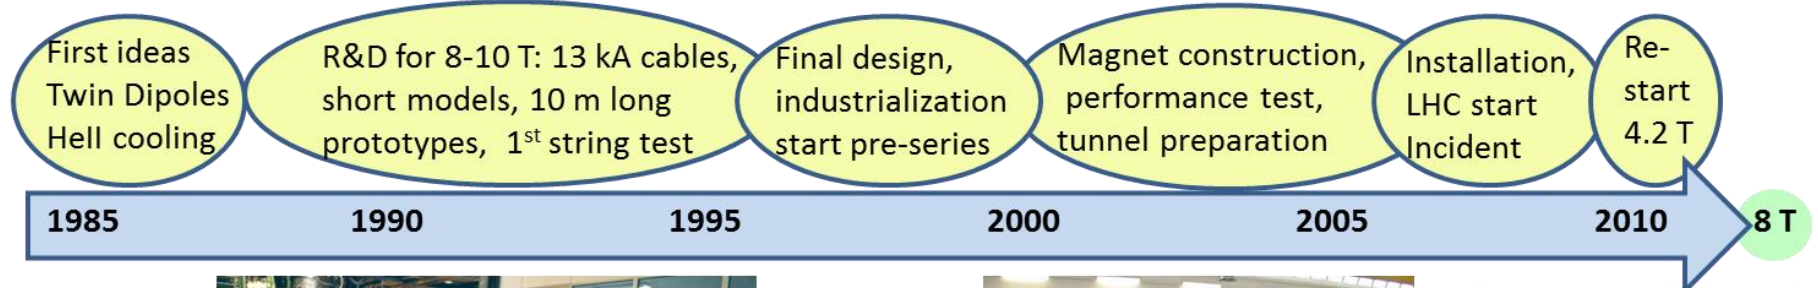 First ideas
Twin Dipoles
HeII cooling
R&D for 8-10 T: 13 kA cables,
short models, 10 m long
prototypes, 1st string test
Final design,
industrialization
start pre-series
Magnet construction,
performance test,
tunnel preparation
Installation,
LHC start
Incident
Re-
start
4.2 T
1985 1990 1995 2000 2005 2010 8 T